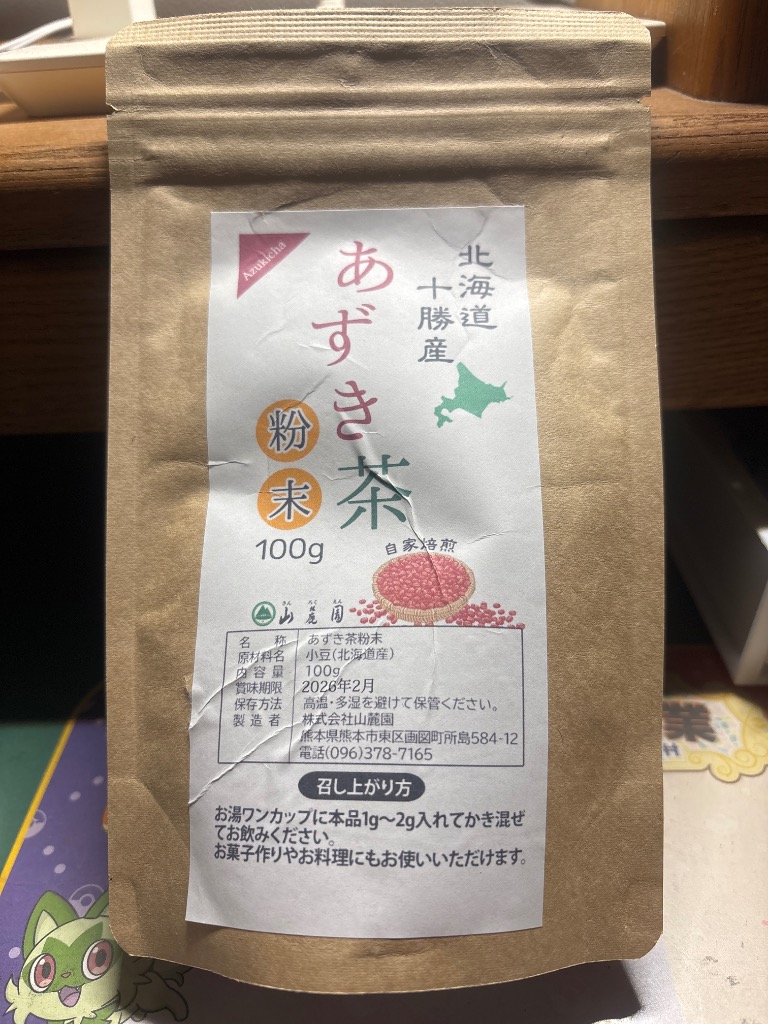 Azukicha
北海道
十勝産
あずき茶
粉末
100g
自家焙煎
さん ろく えん
山麓園
名称 あずき茶粉末
原材料名 小豆(北海道産)
内容量 100g
賞味期限 2026年2月
保存方法 高温・多湿を避けて保管ください。
製造者 株式会社山麓園
熊本県熊本市東区画図町所島584-12
電話(096)378-7165
召し上がり方
お湯ワンカップに本品1g〜2g入れてかき混ぜ
てお飲みください。
お菓子作りやお料理にもお使いいただけます。
業